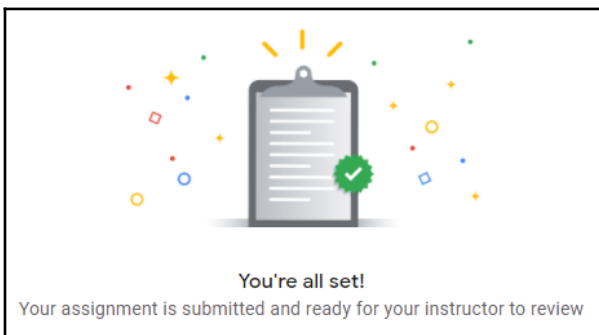 You're all set!
Your assignment is submitted and ready for your instructor to review